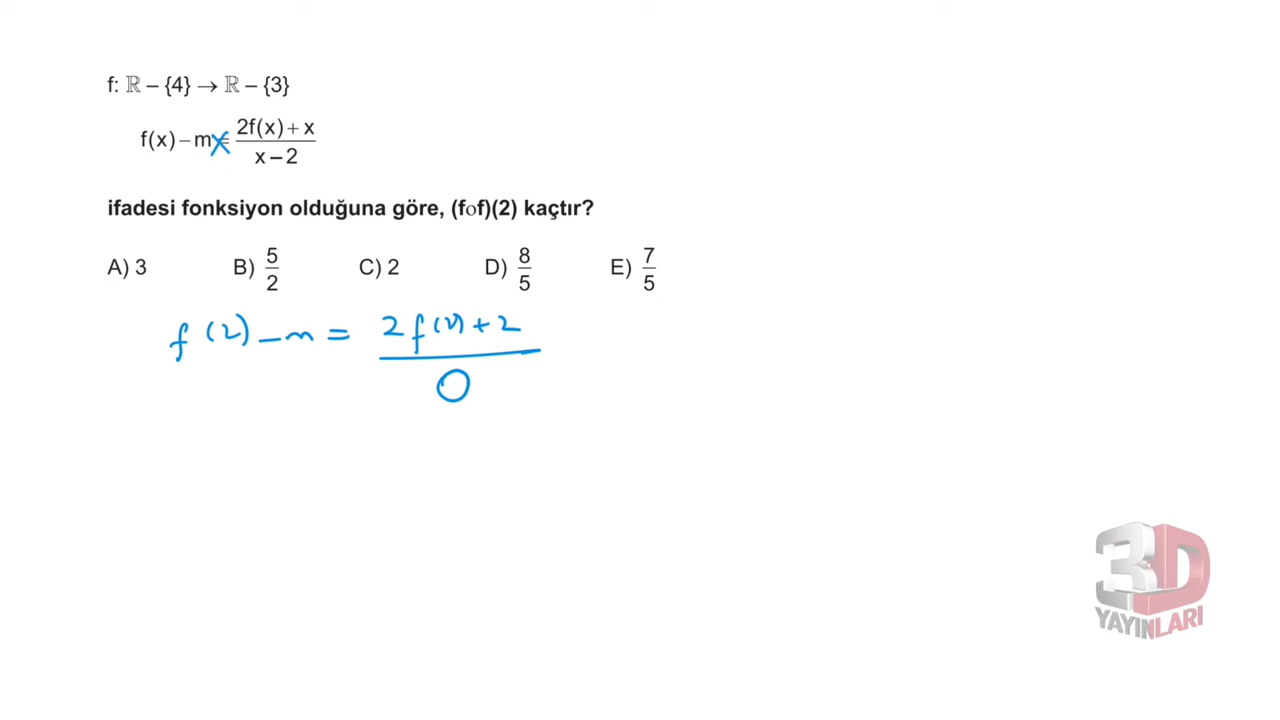 f: ℝ – {4} → ℝ – {3}
f(x) – m = 2f(x) + x / x – 2
ifadesi fonksiyon olduğuna göre, (fof)(2) kaçtır?
A) 3 B) 5/2 C) 2 D) 8/5 E) 7/5
f(2) – m = 2f(2) + 2 / 0
3D
YAYINLARI